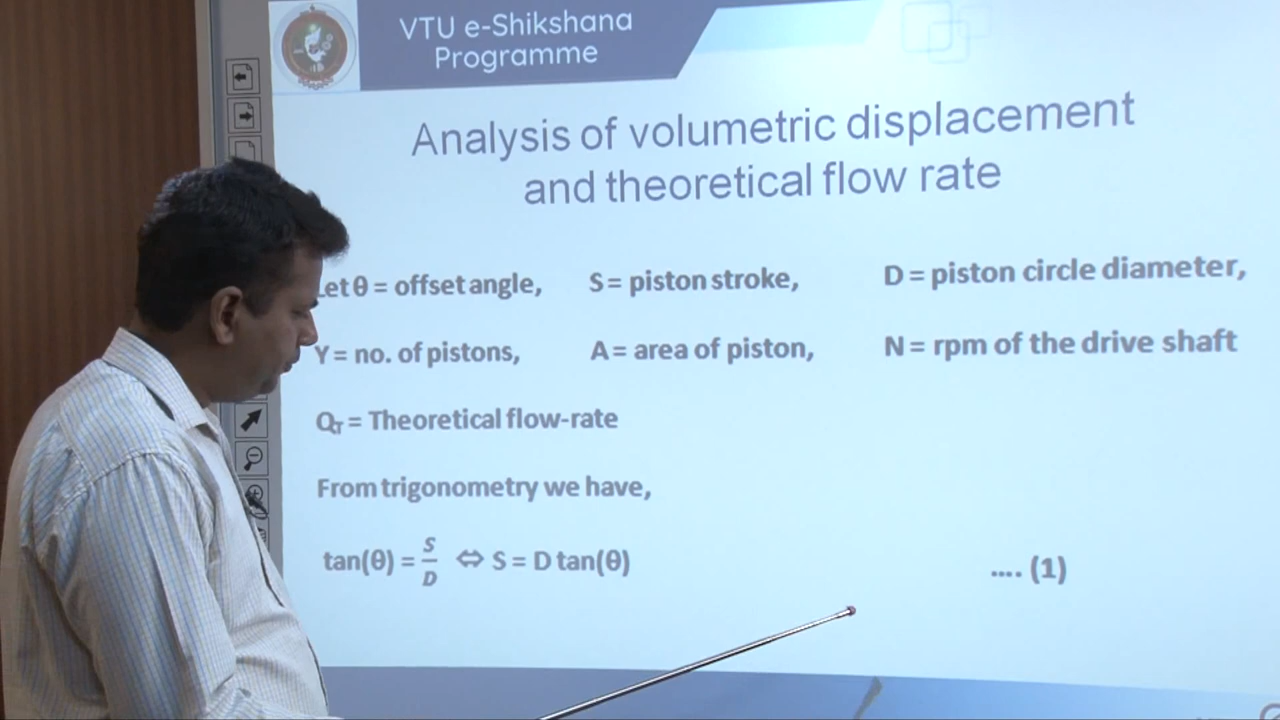 VTU e-Shikshana
Programme
Analysis of volumetric displacement
and theoretical flow rate
Let θ = offset angle, S = piston stroke, D = piston circle diameter,
Y = no. of pistons, A = area of piston, N = rpm of the drive shaft
Q_T = Theoretical flow-rate
From trigonometry we have,
tan(θ) = S/D ⇔ S = D tan(θ) .... (1)